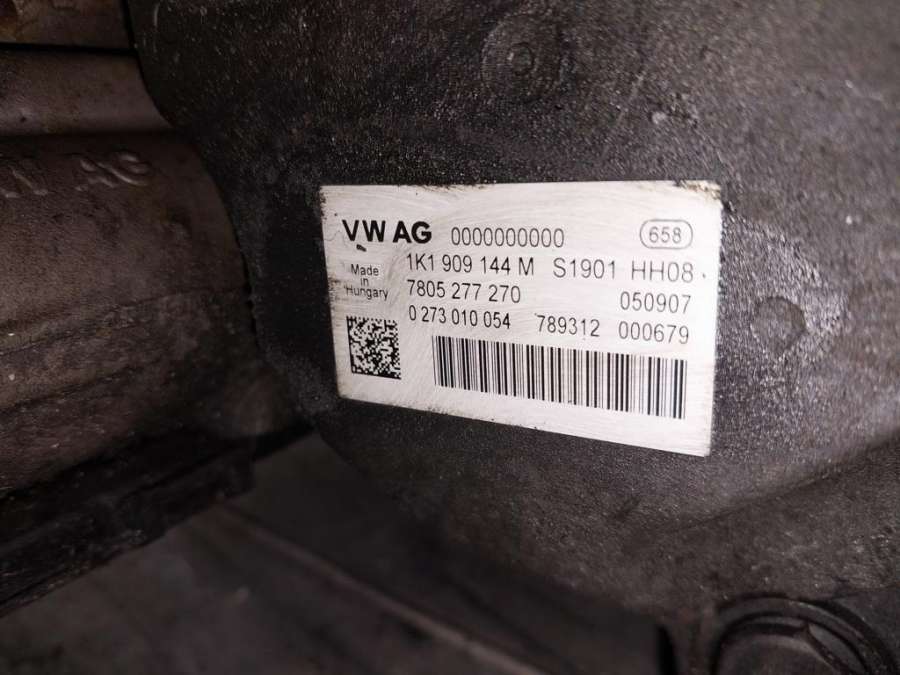 VW AG 0000000000 658
1K1 909 144 M S1901 HH08
Made in Hungary
7805 277 270 050907
0 273 010 054 789312 000679